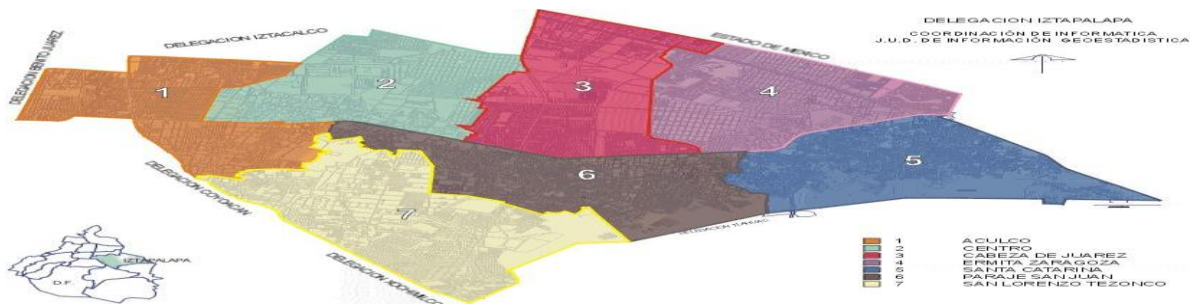 DELEGACION IZTAPALAPA
COORDINACIÓN DE INFORMATICA
J.U.D. DE INFORMACIÓN GEOESTADISTICA
DELEGACION BENITO JUAREZ
DELEGACION IZTACALCO
ESTADO DE MEXICO
1
2
3
4
5
6
7
DELEGACION COYOACAN
DELEGACION XOCHIMILCO
DELEGACION TLAHUAC
IZTAPALAPA
D.F.
1 ACULCO
2 CENTRO
3 CABEZA DE JUAREZ
4 ERMITA ZARAGOZA
5 SANTA CATARINA
6 PARAJE SAN JUAN
7 SAN LORENZO TEZONCO